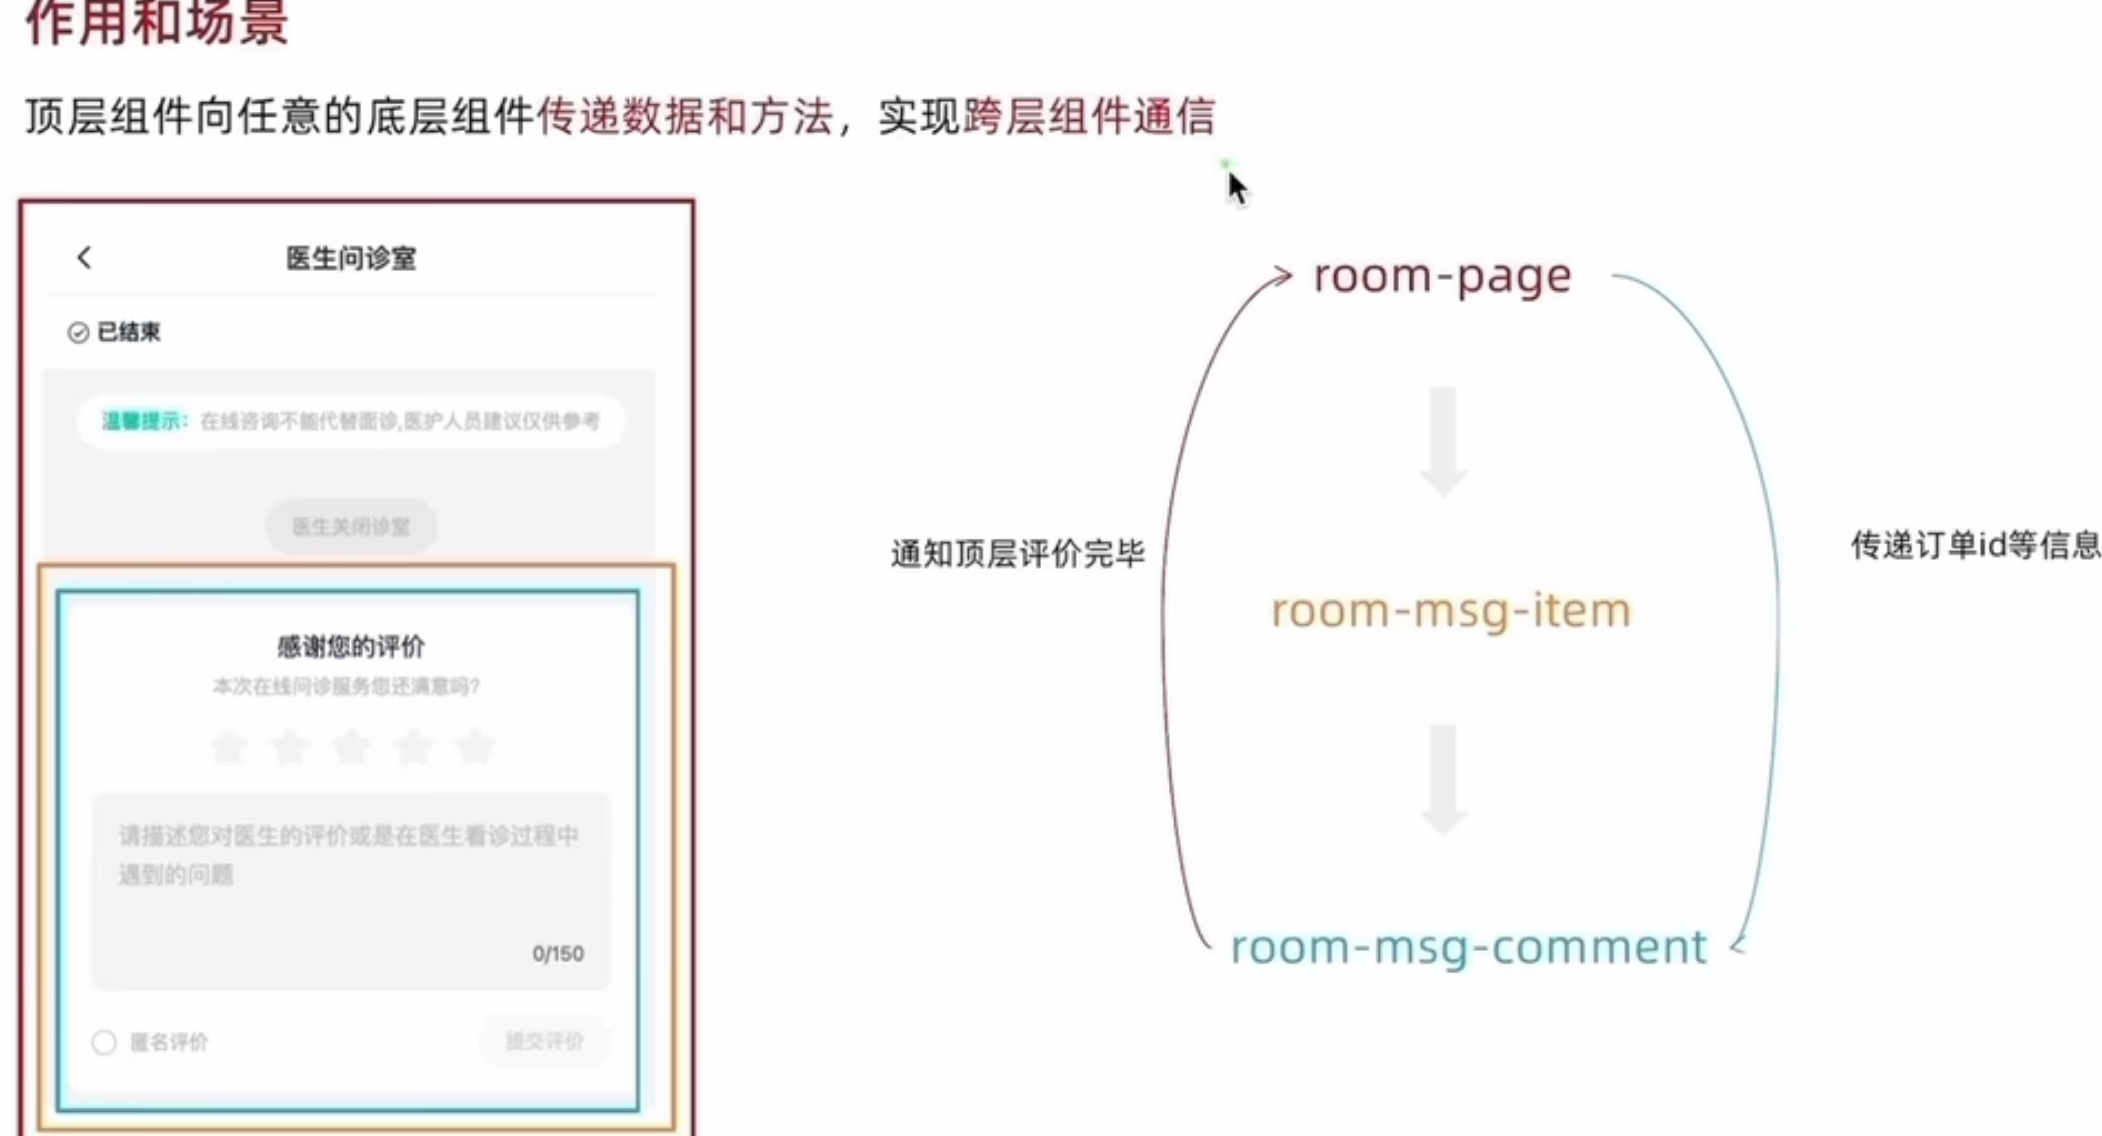 作用和场景
顶层组件向任意的底层组件传递数据和方法，实现跨层组件通信
医生问诊室
已结束
温馨提示：在线咨询不能代替面诊,医护人员建议仅供参考
医生关闭诊室
感谢您的评价
本次在线问诊服务您还满意吗?
请描述您对医生的评价或是在医生看诊过程中
遇到的问题
0/150
匿名评价
提交评价
room-page
通知顶层评价完毕
传递订单id等信息
room-msg-item
room-msg-comment